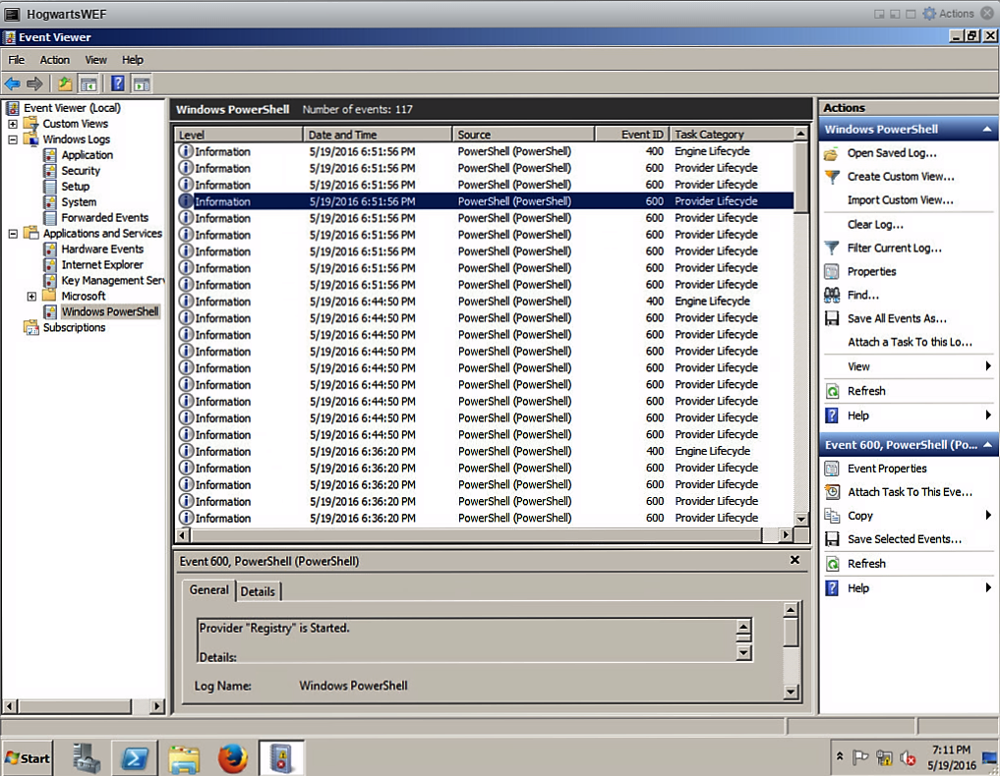 HogwartsWEF
Actions
Event Viewer
File Action View Help
Event Viewer (Local)
Custom Views
Windows Logs
Application
Security
Setup
System
Forwarded Events
Applications and Services
Hardware Events
Internet Explorer
Key Management Serv
Microsoft
Windows PowerShell
Subscriptions
Windows PowerShell Number of events: 117
Level Date and Time Source Event ID Task Category
Information 5/19/2016 6:51:56 PM PowerShell (PowerShell) 400 Engine Lifecycle
Information 5/19/2016 6:51:56 PM PowerShell (PowerShell) 600 Provider Lifecycle
Information 5/19/2016 6:51:56 PM PowerShell (PowerShell) 600 Provider Lifecycle
Information 5/19/2016 6:51:56 PM PowerShell (PowerShell) 600 Provider Lifecycle
Information 5/19/2016 6:51:56 PM PowerShell (PowerShell) 600 Provider Lifecycle
Information 5/19/2016 6:51:56 PM PowerShell (PowerShell) 600 Provider Lifecycle
Information 5/19/2016 6:51:56 PM PowerShell (PowerShell) 600 Provider Lifecycle
Information 5/19/2016 6:51:56 PM PowerShell (PowerShell) 600 Provider Lifecycle
Information 5/19/2016 6:51:56 PM PowerShell (PowerShell) 600 Provider Lifecycle
Information 5/19/2016 6:44:50 PM PowerShell (PowerShell) 400 Engine Lifecycle
Information 5/19/2016 6:44:50 PM PowerShell (PowerShell) 600 Provider Lifecycle
Information 5/19/2016 6:44:50 PM PowerShell (PowerShell) 600 Provider Lifecycle
Information 5/19/2016 6:44:50 PM PowerShell (PowerShell) 600 Provider Lifecycle
Information 5/19/2016 6:44:50 PM PowerShell (PowerShell) 600 Provider Lifecycle
Information 5/19/2016 6:44:50 PM PowerShell (PowerShell) 600 Provider Lifecycle
Information 5/19/2016 6:44:50 PM PowerShell (PowerShell) 600 Provider Lifecycle
Information 5/19/2016 6:44:50 PM PowerShell (PowerShell) 600 Provider Lifecycle
Information 5/19/2016 6:44:50 PM PowerShell (PowerShell) 600 Provider Lifecycle
Information 5/19/2016 6:36:20 PM PowerShell (PowerShell) 400 Engine Lifecycle
Information 5/19/2016 6:36:20 PM PowerShell (PowerShell) 600 Provider Lifecycle
Information 5/19/2016 6:36:20 PM PowerShell (PowerShell) 600 Provider Lifecycle
Information 5/19/2016 6:36:20 PM PowerShell (PowerShell) 600 Provider Lifecycle
Information 5/19/2016 6:36:20 PM PowerShell (PowerShell) 600 Provider Lifecycle
Event 600, PowerShell (PowerShell)
General Details
Provider "Registry" is Started.
Details:
Log Name: Windows PowerShell
Actions
Windows PowerShell
Open Saved Log...
Create Custom View...
Import Custom View...
Clear Log...
Filter Current Log...
Properties
Find...
Save All Events As...
Attach a Task To this Lo...
View
Refresh
Help
Event 600, PowerShell (Po...
Event Properties
Attach Task To This Eve...
Copy
Save Selected Events...
Refresh
Help
Start
7:11 PM
5/19/2016